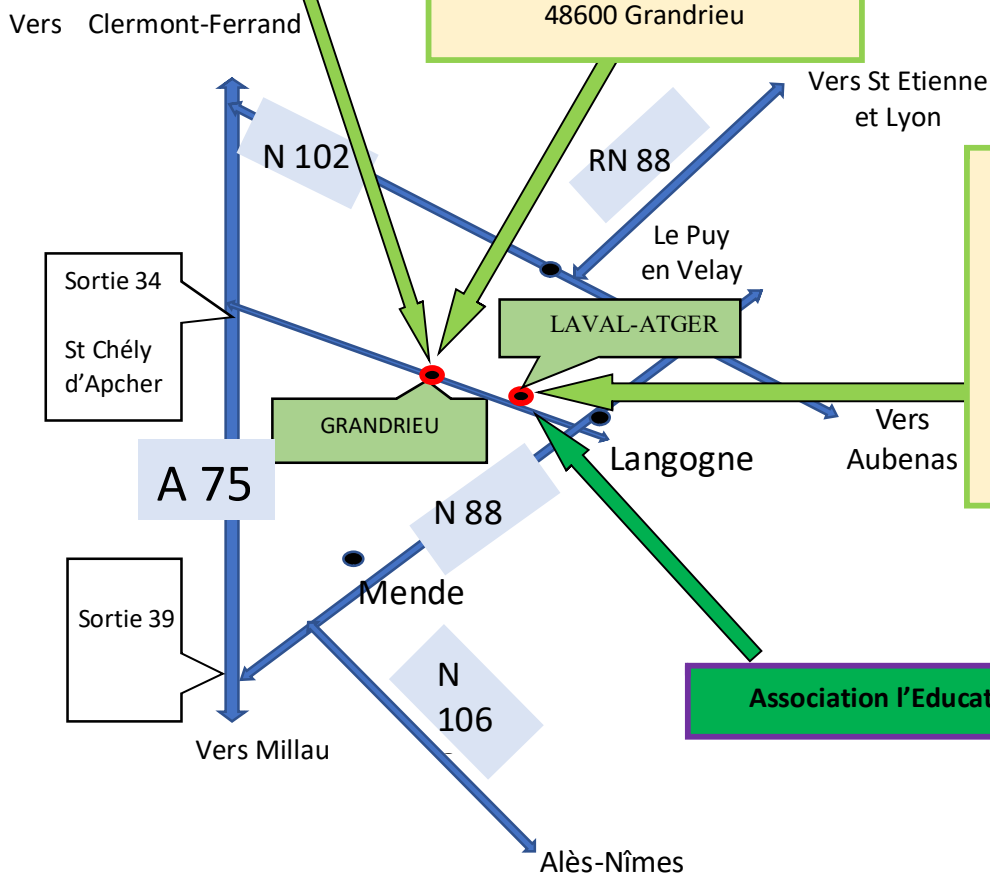 48600 Grandrieu
Vers Clermont-Ferrand
Vers St Etienne
et Lyon
N 102
RN 88
Le Puy
en Velay
Sortie 34
St Chély
d’Apcher
LAVAL-ATGER
GRANDRIEU
Vers
Aubenas
Langogne
A 75
N 88
Mende
Sortie 39
N
106
Association l’Educat
Vers Millau
Alès-Nîmes